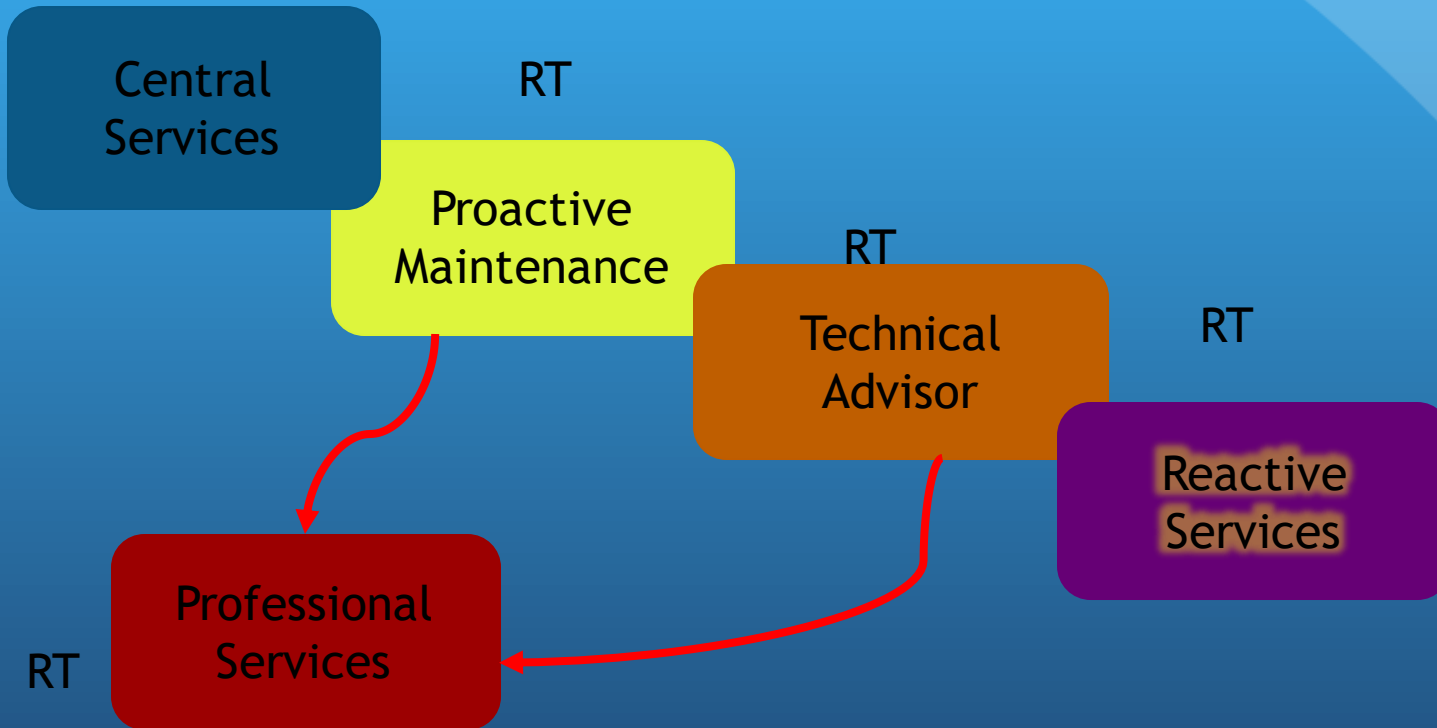 Central
Services
RT
Proactive
Maintenance
RT
Technical
Advisor
RT
Reactive
Services
Professional
Services
RT